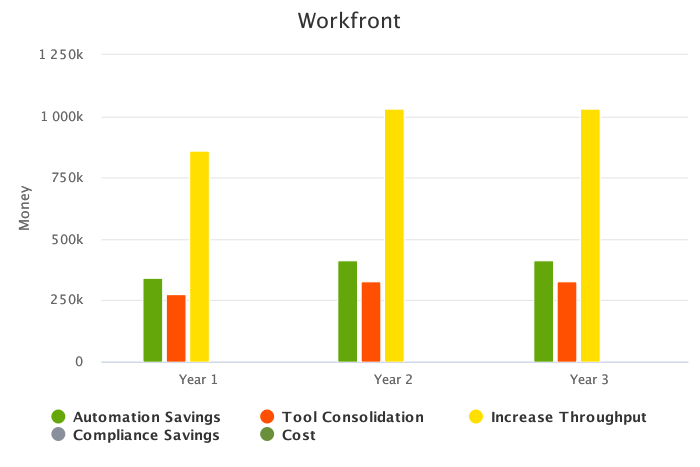 Workfront
1 250k
1 000k
750k
500k
250k
0
Money
Year 1 Year 2 Year 3
Automation Savings Tool Consolidation Increase Throughput
Compliance Savings Cost